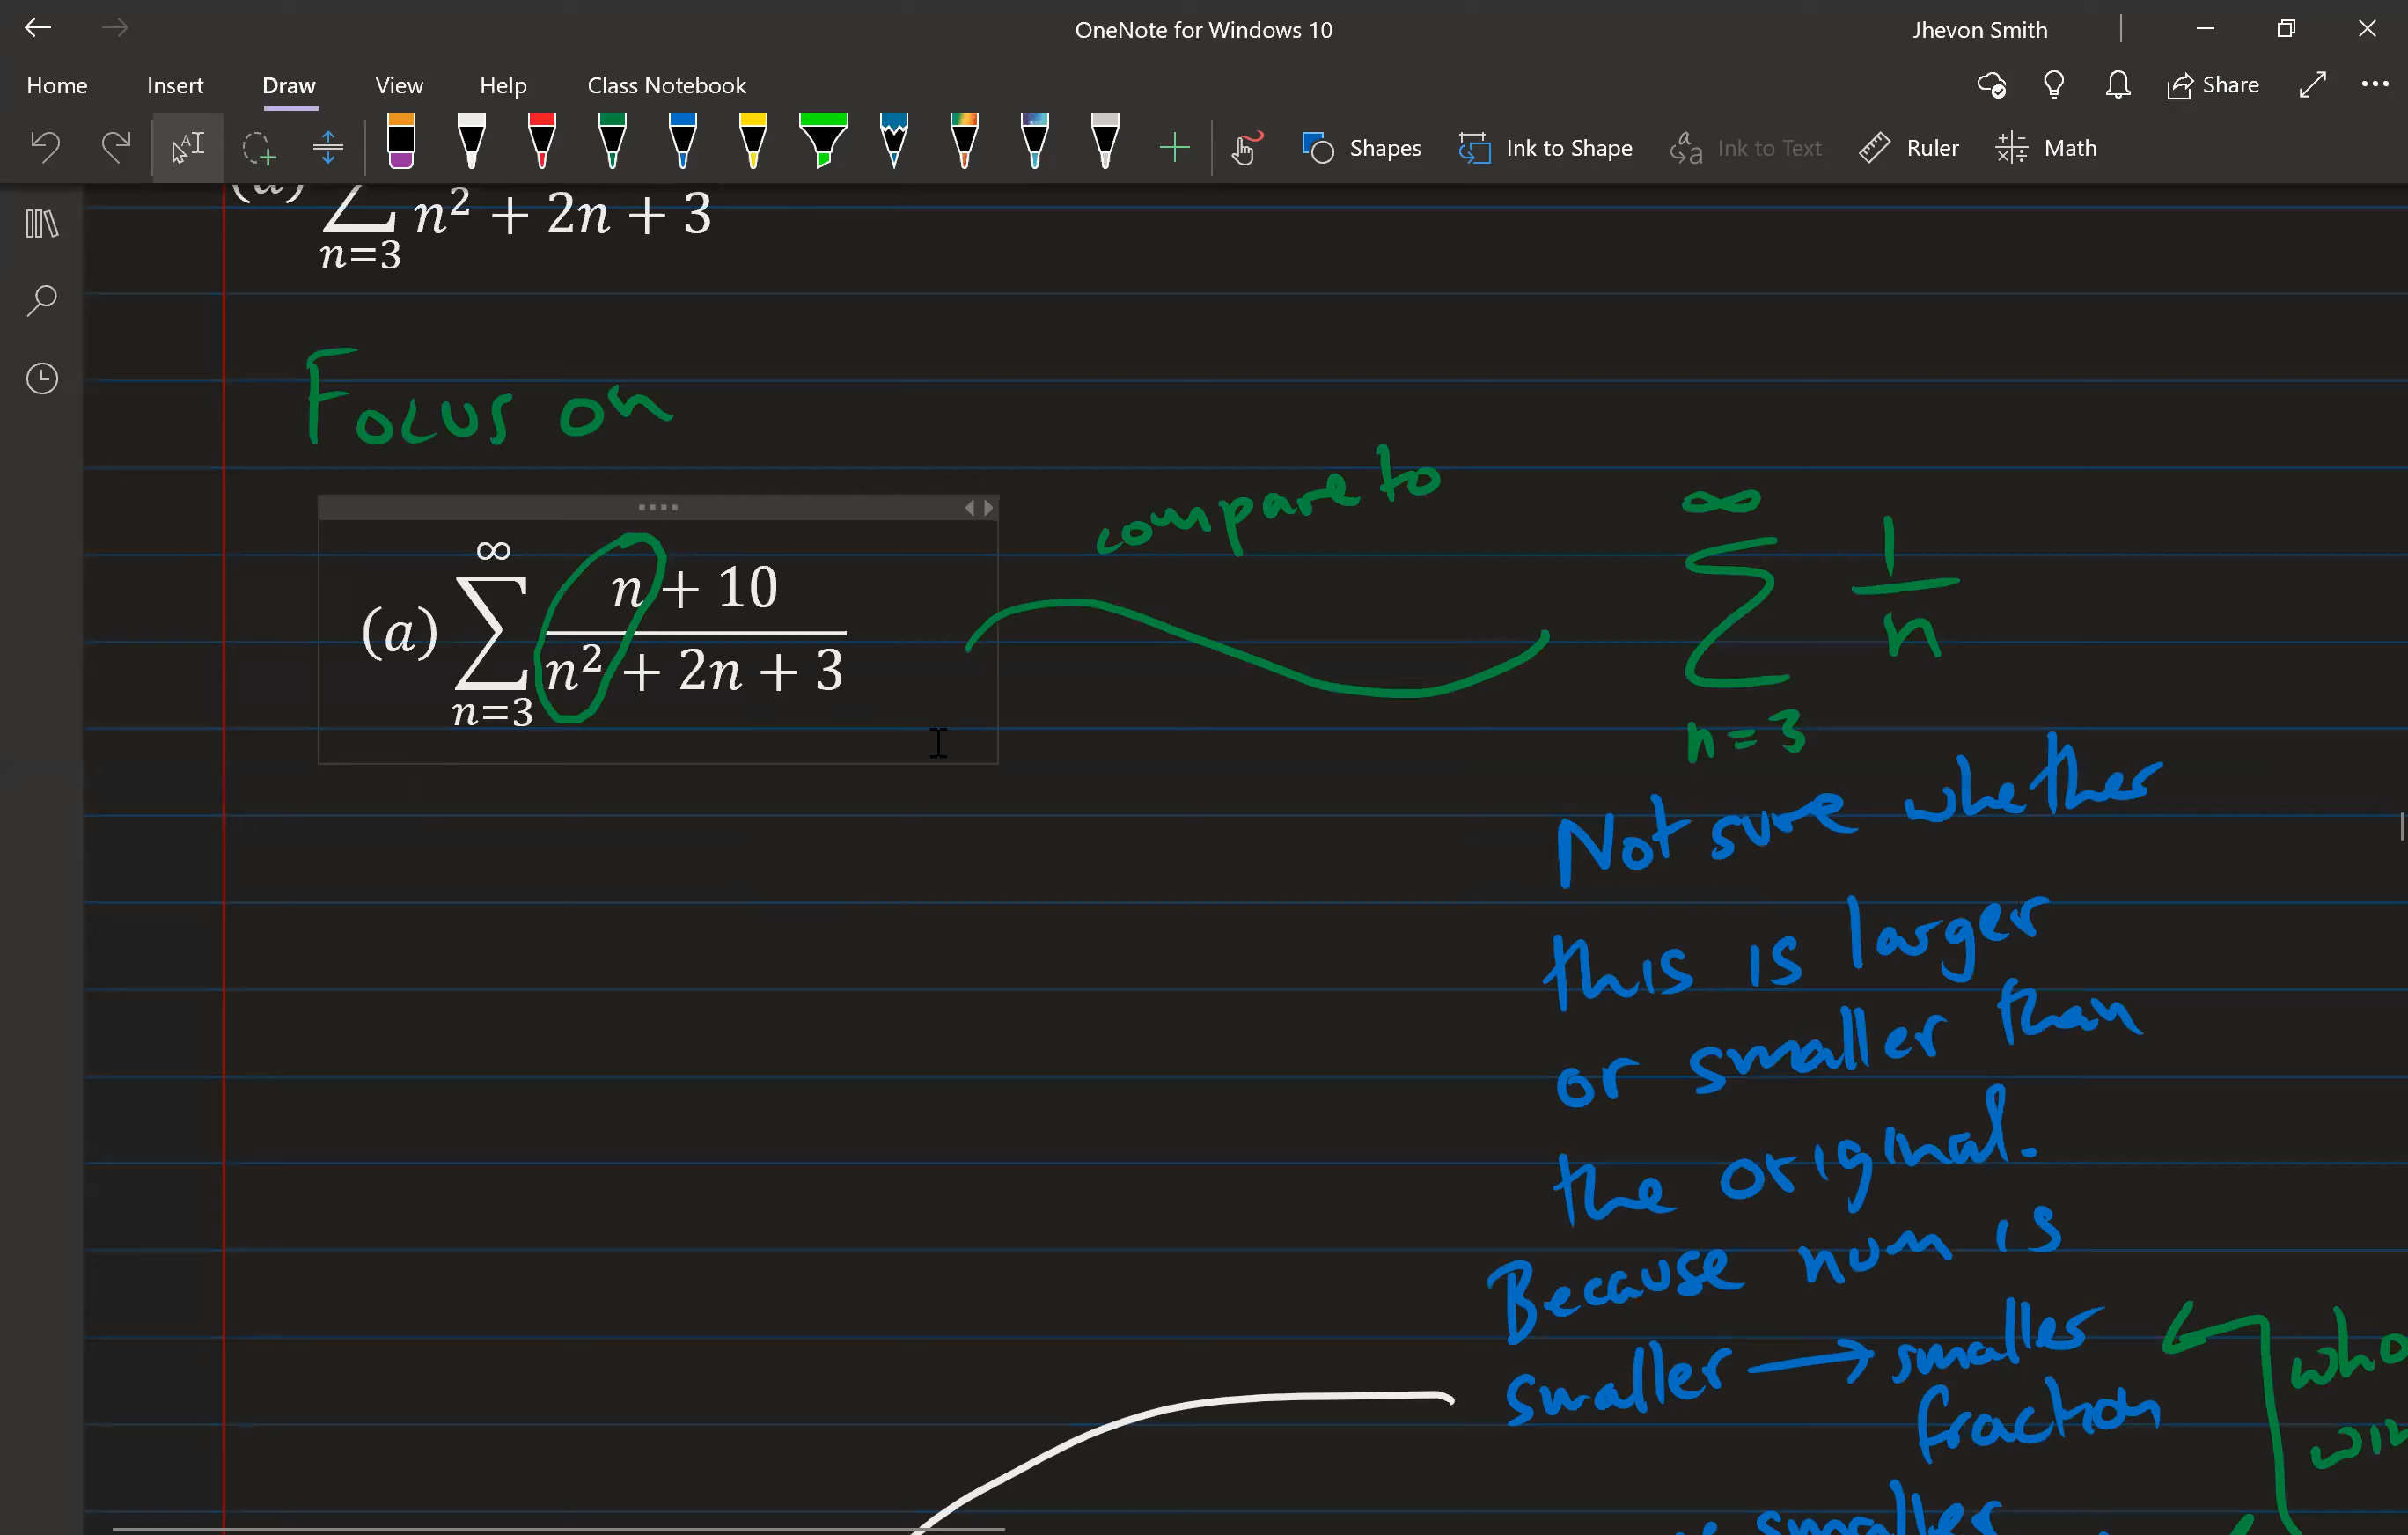 OneNote for Windows 10
Jhevon Smith
Home Insert Draw View Help Class Notebook
Share
Shapes Ink to Shape Ink to Text Ruler Math
(a) ∑ n² + 2n + 3
n=3
Focus on
compare to
∞
(a) ∑ n + 10
n² + 2n + 3
n=3
∞
∑ 1
n
n = 3
Not sure whether
this is larger
or smaller than
the original.
Because num is
smaller → smaller
fraction
who
smaller